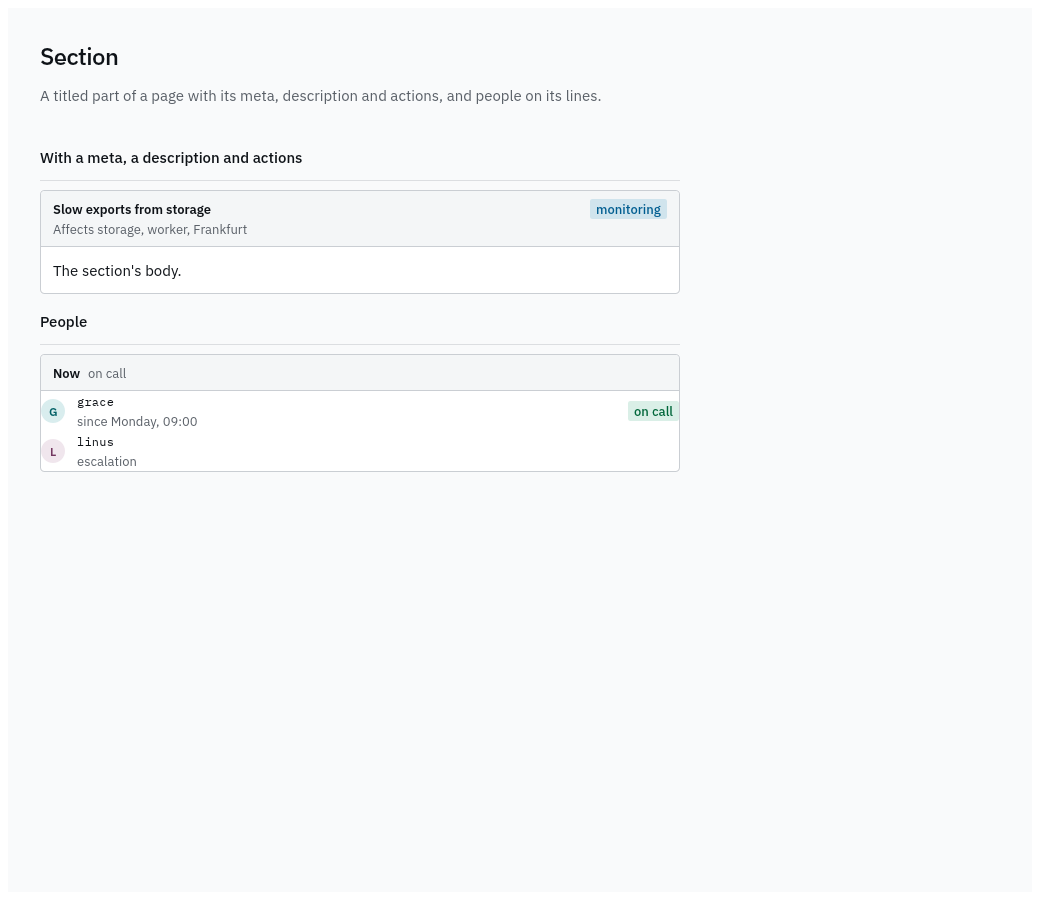 Section
A titled part of a page with its meta, description and actions, and people on its lines.
With a meta, a description and actions
Slow exports from storage
monitoring
Affects storage, worker, Frankfurt
The section's body.
People
Now on call
G
grace
since Monday, 09:00
on call
L
linus
escalation